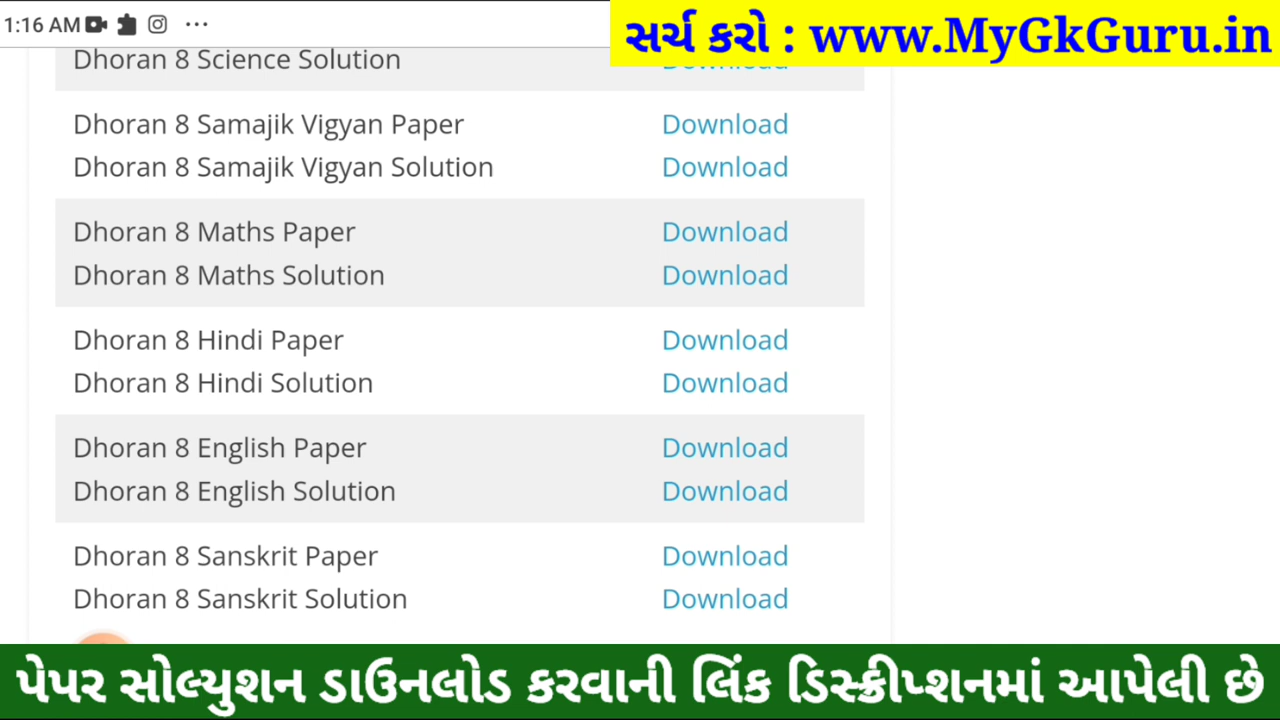 1:16 AM
સર્ચ કરો : www.MyGkGuru.in
Dhoran 8 Science Solution Download
Dhoran 8 Samajik Vigyan Paper Download
Dhoran 8 Samajik Vigyan Solution Download
Dhoran 8 Maths Paper Download
Dhoran 8 Maths Solution Download
Dhoran 8 Hindi Paper Download
Dhoran 8 Hindi Solution Download
Dhoran 8 English Paper Download
Dhoran 8 English Solution Download
Dhoran 8 Sanskrit Paper Download
Dhoran 8 Sanskrit Solution Download
પેપર સોલ્યુશન ડાઉનલોડ કરવાની લિંક ડિસ્ક્રીપ્શનમાં આપેલી છે